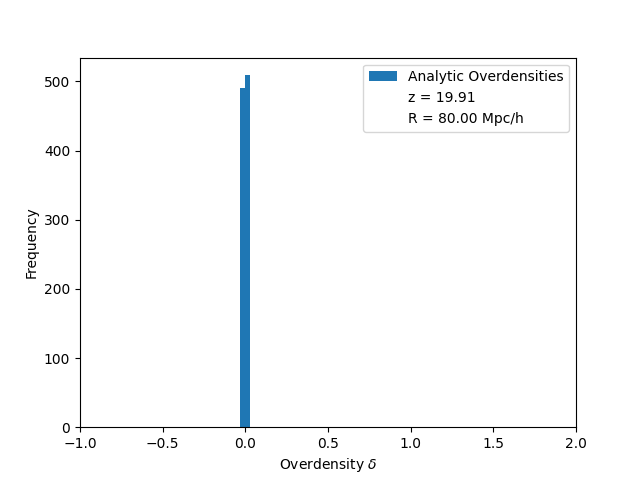 Analytic Overdensities
z = 19.91
R = 80.00 Mpc/h
Frequency
500
400
300
200
100
0
−1.0 −0.5 0.0 0.5 1.0 1.5 2.0
Overdensity δ